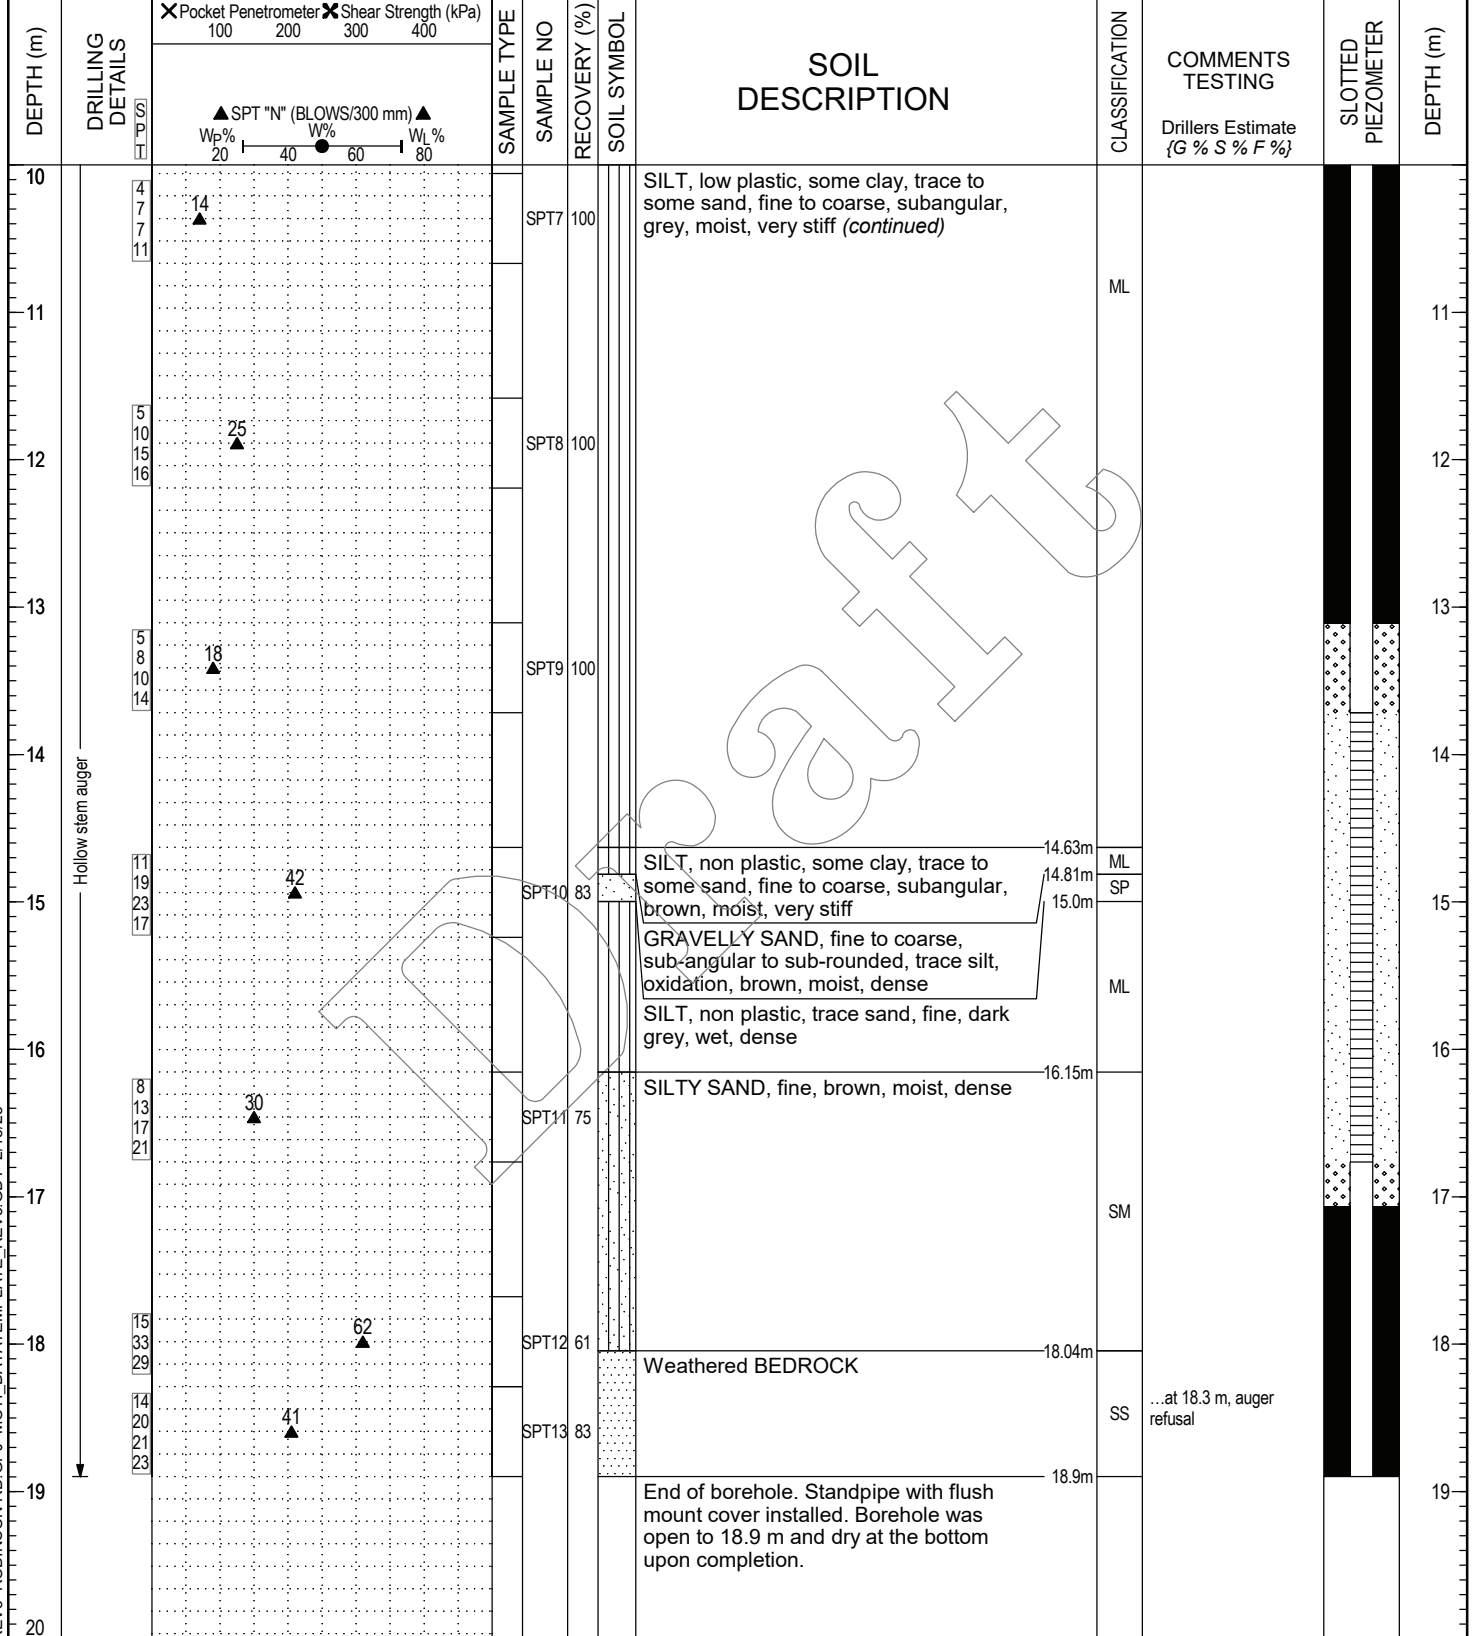 DEPTH (m)
DRILLING
DETAILS
S
P
T
Pocket Penetrometer Shear Strength (kPa)
100 200 300 400
SPT "N" (BLOWS/300 mm)
WP% W% WL%
20 40 60 80
SAMPLE TYPE
SAMPLE NO
RECOVERY (%)
SOIL SYMBOL
SOIL
DESCRIPTION
CLASSIFICATION
COMMENTS
TESTING
Drillers Estimate
{G % S % F %}
SLOTTED
PIEZOMETER
DEPTH (m)
10
11
12
13
14
15
16
17
18
19
20
Hollow stem auger
4
7
7
11
14
SPT7 100
5
10
15
16
25
SPT8 100
5
8
10
14
18
SPT9 100
11
19
23
17
42
SPT10 83
8
13
17
21
30
SPT11 75
15
33
29
62
SPT12 61
14
20
21
23
41
SPT13 83
SILT, low plastic, some clay, trace to
some sand, fine to coarse, subangular,
grey, moist, very stiff (continued)
ML
14.63m
SILT, non plastic, some clay, trace to
some sand, fine to coarse, subangular,
brown, moist, very stiff
ML
14.81m
GRAVELLY SAND, fine to coarse,
sub-angular to sub-rounded, trace silt,
oxidation, brown, moist, dense
SP
15.0m
SILT, non plastic, trace sand, fine, dark
grey, wet, dense
ML
16.15m
SILTY SAND, fine, brown, moist, dense
SM
18.04m
Weathered BEDROCK
SS
...at 18.3 m, auger
refusal
18.9m
End of borehole. Standpipe with flush
mount cover installed. Borehole was
open to 18.9 m and dry at the bottom
upon completion.
11
12
13
14
15
16
17
18
19
Draft